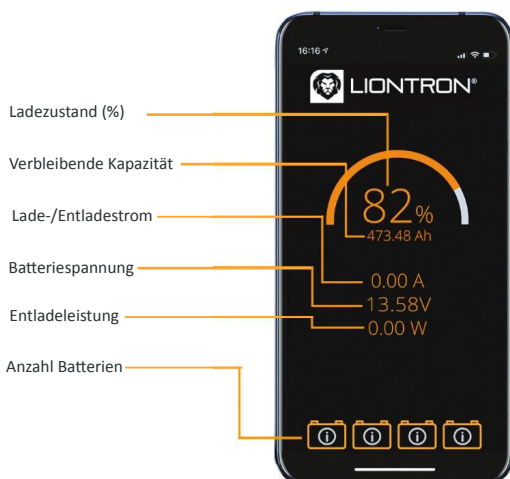 16:16
LIONTRON®
Ladezustand (%)
Verbleibende Kapazität
Lade-/Entladestrom
Batteriespannung
Entladeleistung
Anzahl Batterien
82%
473.48 Ah
0.00 A
13.58V
0.00 W